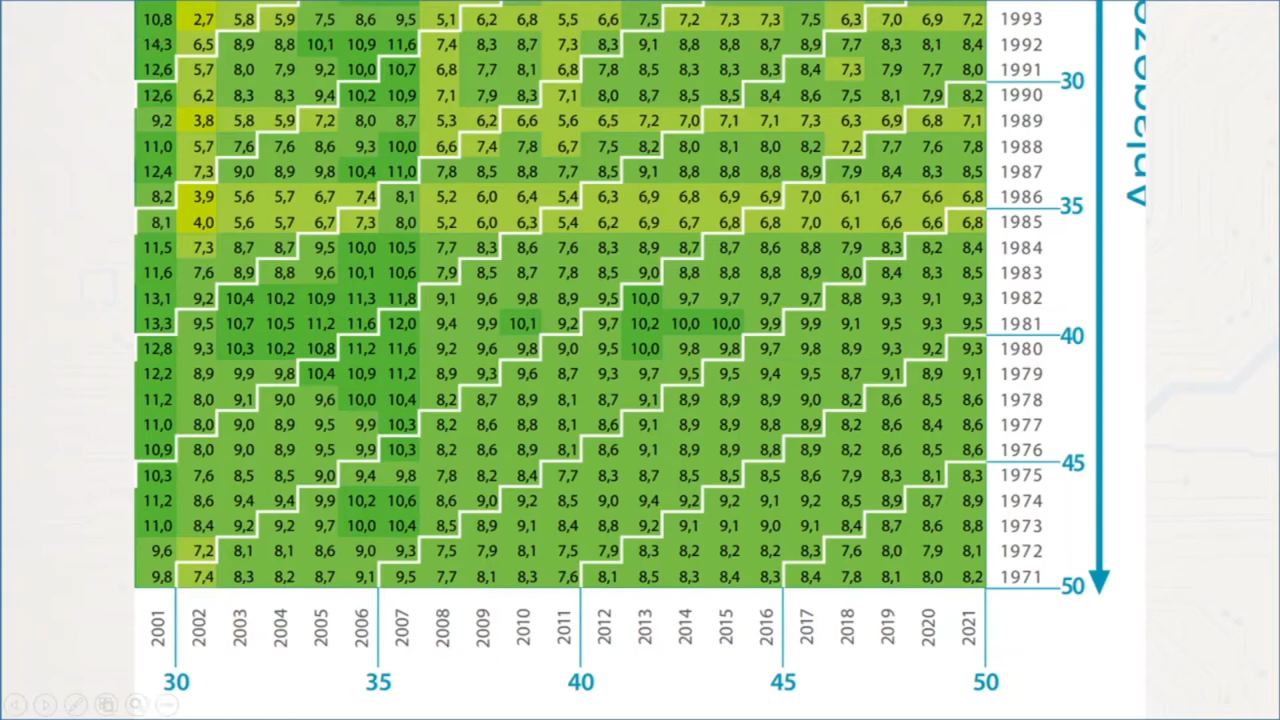 10,8 2,7 5,8 5,9 7,5 8,6 9,5 5,1 6,2 6,8 5,5 6,6 7,5 7,2 7,3 7,3 7,5 6,3 7,0 6,9 7,2 1993
14,3 6,5 8,9 8,8 10,1 10,9 11,6 7,4 8,3 8,7 7,3 8,3 9,1 8,8 8,8 8,7 8,9 7,7 8,3 8,1 8,4 1992
12,6 5,7 8,0 7,9 9,2 10,0 10,7 6,8 7,7 8,1 6,8 7,8 8,5 8,3 8,3 8,3 8,4 7,3 7,9 7,7 8,0 1991
30
12,6 6,2 8,3 8,3 9,4 10,2 10,9 7,1 7,9 8,3 7,1 8,0 8,7 8,5 8,5 8,4 8,6 7,5 8,1 7,9 8,2 1990
9,2 3,8 5,8 5,9 7,2 8,0 8,7 5,3 6,2 6,6 5,6 6,5 7,2 7,0 7,1 7,1 7,3 6,3 6,9 6,8 7,1 1989
11,0 5,7 7,6 7,6 8,6 9,3 10,0 6,6 7,4 7,8 6,7 7,5 8,2 8,0 8,1 8,0 8,2 7,2 7,7 7,6 7,8 1988
12,4 7,3 9,0 8,9 9,8 10,4 11,0 7,8 8,5 8,8 7,7 8,5 9,1 8,8 8,8 8,8 8,9 7,9 8,4 8,3 8,5 1987
8,2 3,9 5,6 5,7 6,7 7,4 8,1 5,2 6,0 6,4 5,4 6,3 6,9 6,8 6,9 6,9 7,0 6,1 6,7 6,6 6,8 1986
35
8,1 4,0 5,6 5,7 6,7 7,3 8,0 5,2 6,0 6,3 5,4 6,2 6,9 6,7 6,8 6,8 7,0 6,1 6,6 6,6 6,8 1985
11,5 7,3 8,7 8,7 9,5 10,0 10,5 7,7 8,3 8,6 7,6 8,3 8,9 8,7 8,7 8,6 8,8 7,9 8,3 8,2 8,4 1984
11,6 7,6 8,9 8,8 9,6 10,1 10,6 7,9 8,5 8,7 7,8 8,5 9,0 8,8 8,8 8,8 8,9 8,0 8,4 8,3 8,5 1983
13,1 9,2 10,4 10,2 10,9 11,3 11,8 9,1 9,6 9,8 8,9 9,5 10,0 9,7 9,7 9,7 9,7 8,8 9,3 9,1 9,3 1982
13,3 9,5 10,7 10,5 11,2 11,6 12,0 9,4 9,9 10,1 9,2 9,7 10,2 10,0 10,0 9,9 9,9 9,1 9,5 9,3 9,5 1981
40
12,8 9,3 10,3 10,2 10,8 11,2 11,6 9,2 9,6 9,8 9,0 9,5 10,0 9,8 9,8 9,7 9,8 8,9 9,3 9,2 9,3 1980
12,2 8,9 9,9 9,8 10,4 10,9 11,2 8,9 9,3 9,6 8,7 9,3 9,7 9,5 9,5 9,4 9,5 8,7 9,1 8,9 9,1 1979
11,2 8,0 9,1 9,0 9,6 10,0 10,4 8,2 8,7 8,9 8,1 8,7 9,1 8,9 8,9 8,9 9,0 8,2 8,6 8,5 8,6 1978
11,0 8,0 9,0 8,9 9,5 9,9 10,3 8,2 8,6 8,8 8,1 8,6 9,1 8,9 8,9 8,8 8,9 8,2 8,6 8,4 8,6 1977
10,9 8,0 9,0 8,9 9,5 9,9 10,3 8,2 8,6 8,9 8,1 8,6 9,1 8,9 8,9 8,8 8,9 8,2 8,6 8,5 8,6 1976
45
10,3 7,6 8,5 8,5 9,0 9,4 9,8 7,8 8,2 8,4 7,7 8,3 8,7 8,5 8,5 8,5 8,6 7,9 8,3 8,1 8,3 1975
11,2 8,6 9,4 9,4 9,9 10,2 10,6 8,6 9,0 9,2 8,5 9,0 9,4 9,2 9,2 9,1 9,2 8,5 8,9 8,7 8,9 1974
11,0 8,4 9,2 9,2 9,7 10,0 10,4 8,5 8,9 9,1 8,4 8,8 9,2 9,1 9,1 9,0 9,1 8,4 8,7 8,6 8,8 1973
9,6 7,2 8,1 8,1 8,6 9,0 9,3 7,5 7,9 8,1 7,5 7,9 8,3 8,2 8,2 8,2 8,3 7,6 8,0 7,9 8,1 1972
9,8 7,4 8,3 8,2 8,7 9,1 9,5 7,7 8,1 8,3 7,6 8,1 8,5 8,3 8,4 8,3 8,4 7,8 8,1 8,0 8,2 1971
50
2001 2002 2003 2004 2005 2006 2007 2008 2009 2010 2011 2012 2013 2014 2015 2016 2017 2018 2019 2020 2021
30 35 40 45 50